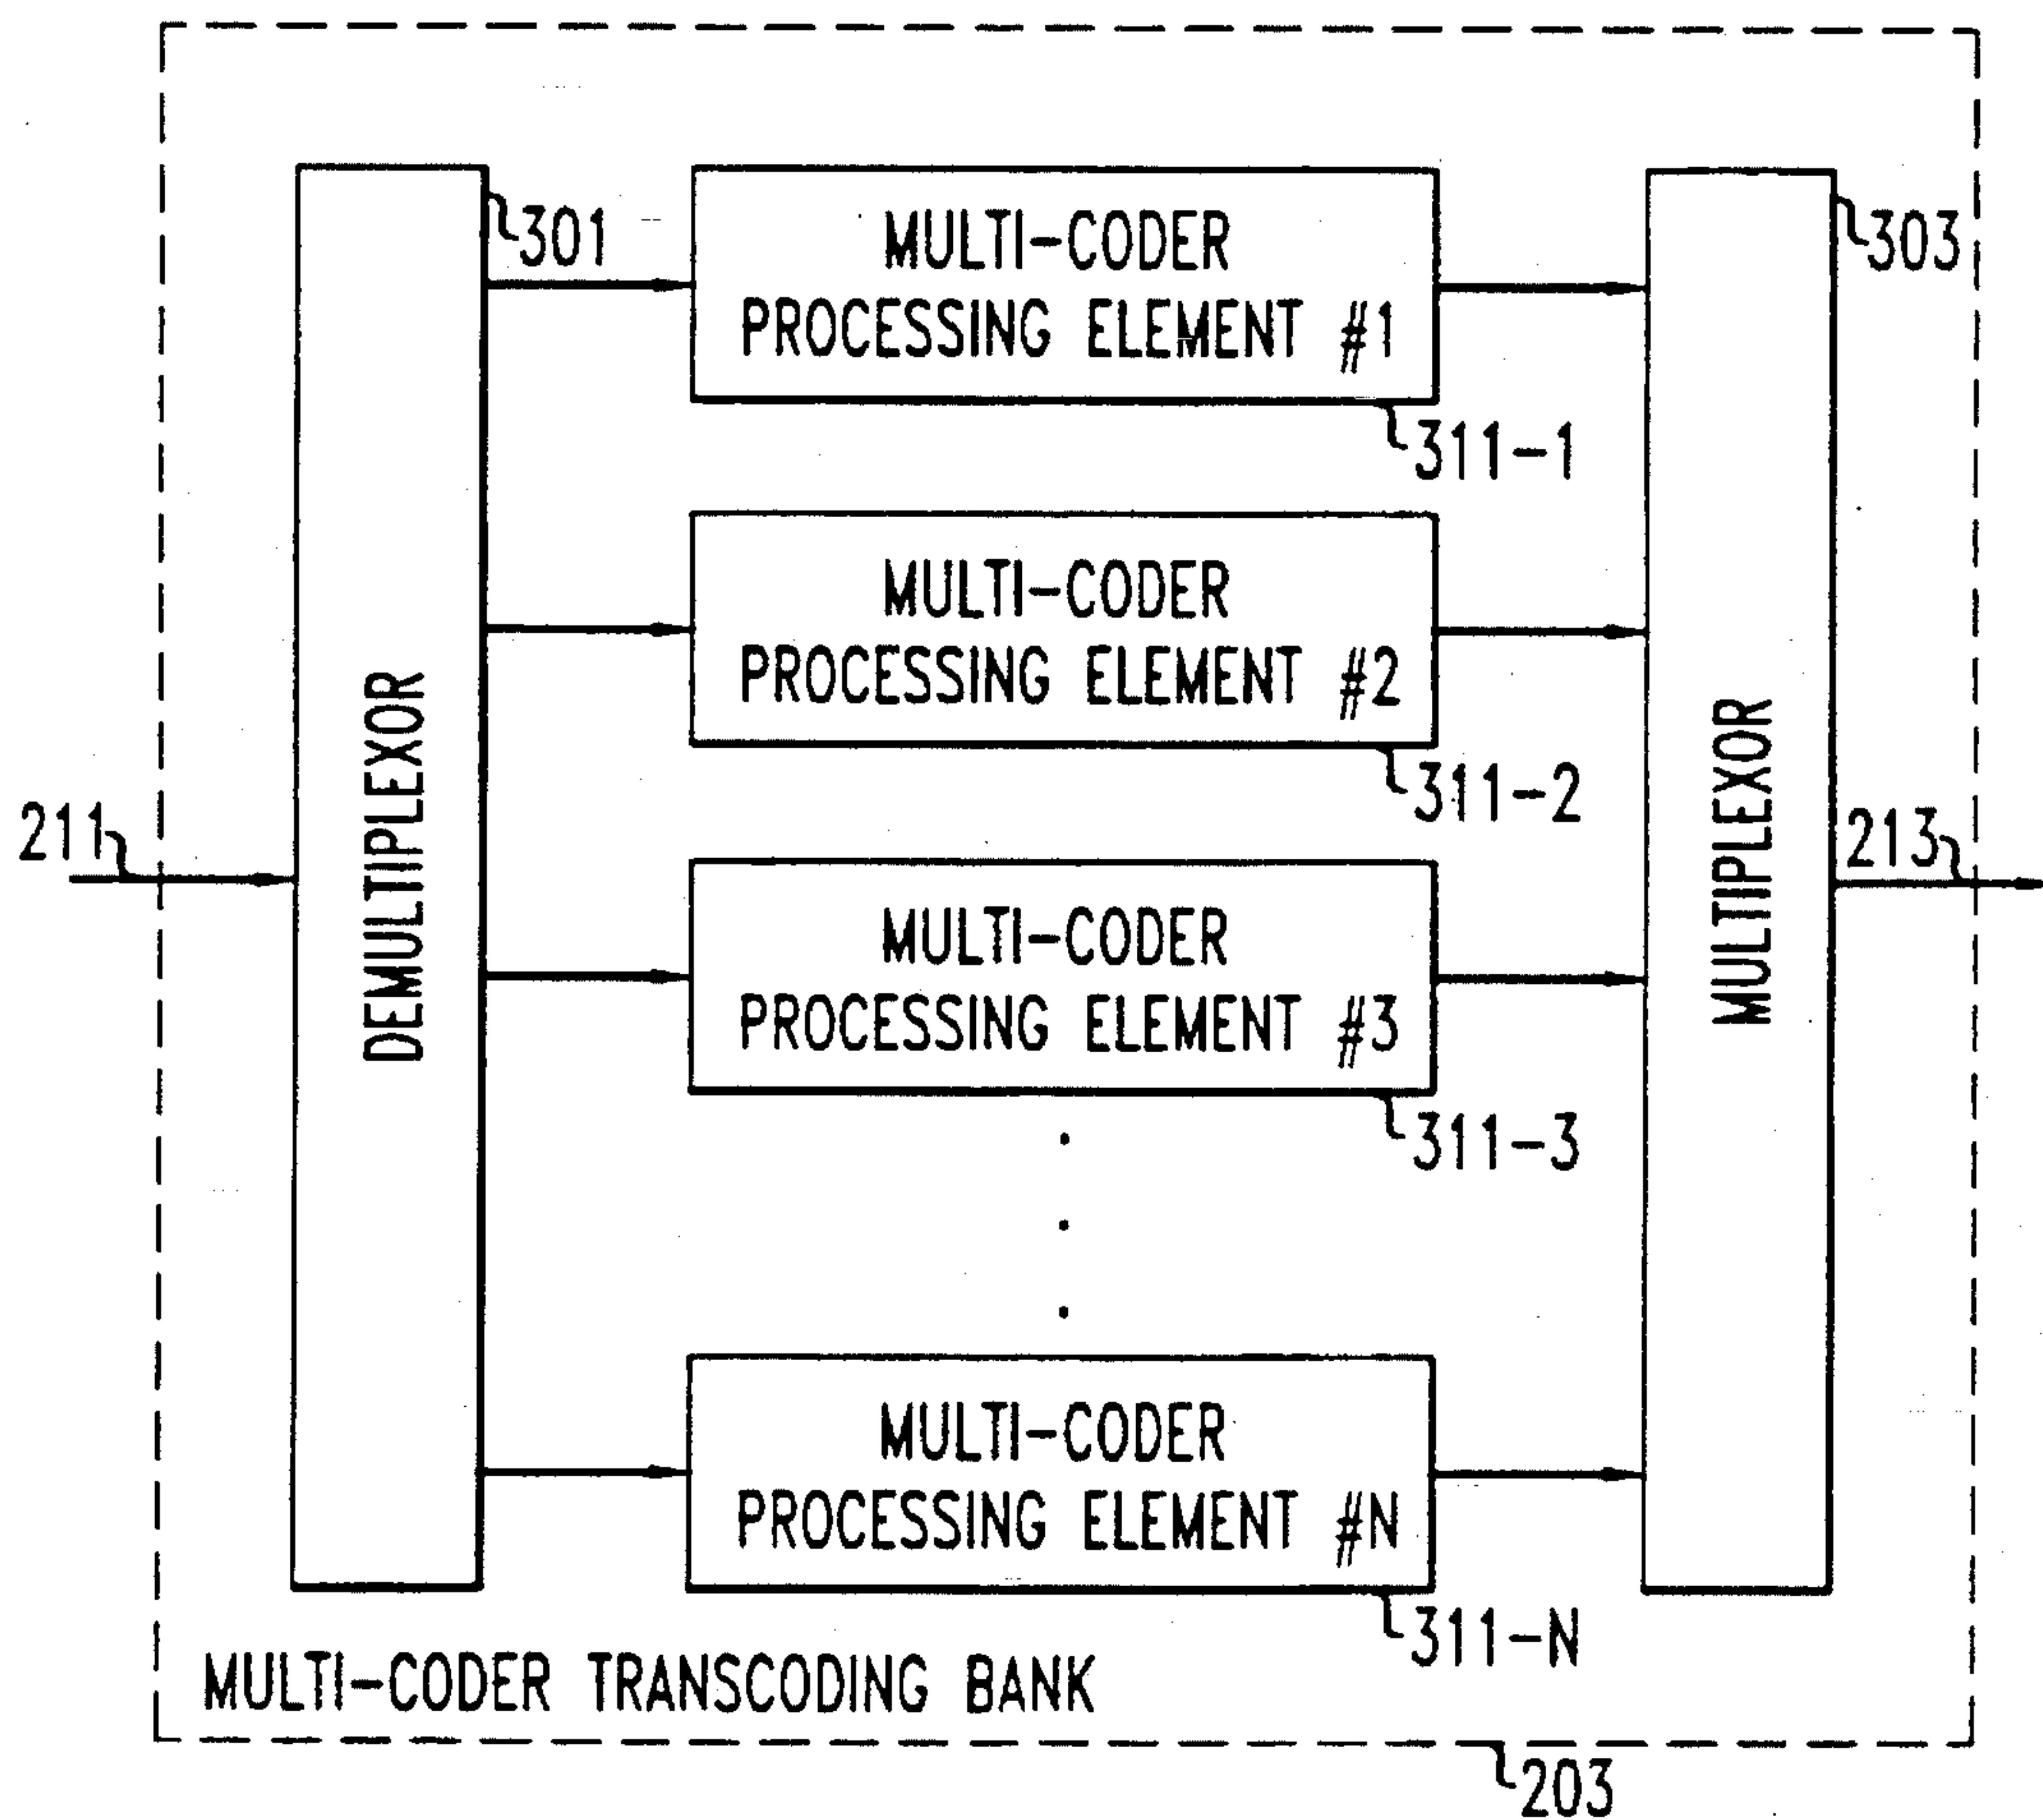 301
MULTI-CODER
PROCESSING ELEMENT #1
303
311-1
MULTI-CODER
PROCESSING ELEMENT #2
311-2
211
DEMULTIPLEXOR
MULTIPLEXOR
213
MULTI-CODER
PROCESSING ELEMENT #3
311-3
MULTI-CODER
PROCESSING ELEMENT #N
311-N
MULTI-CODER TRANSCODING BANK
203